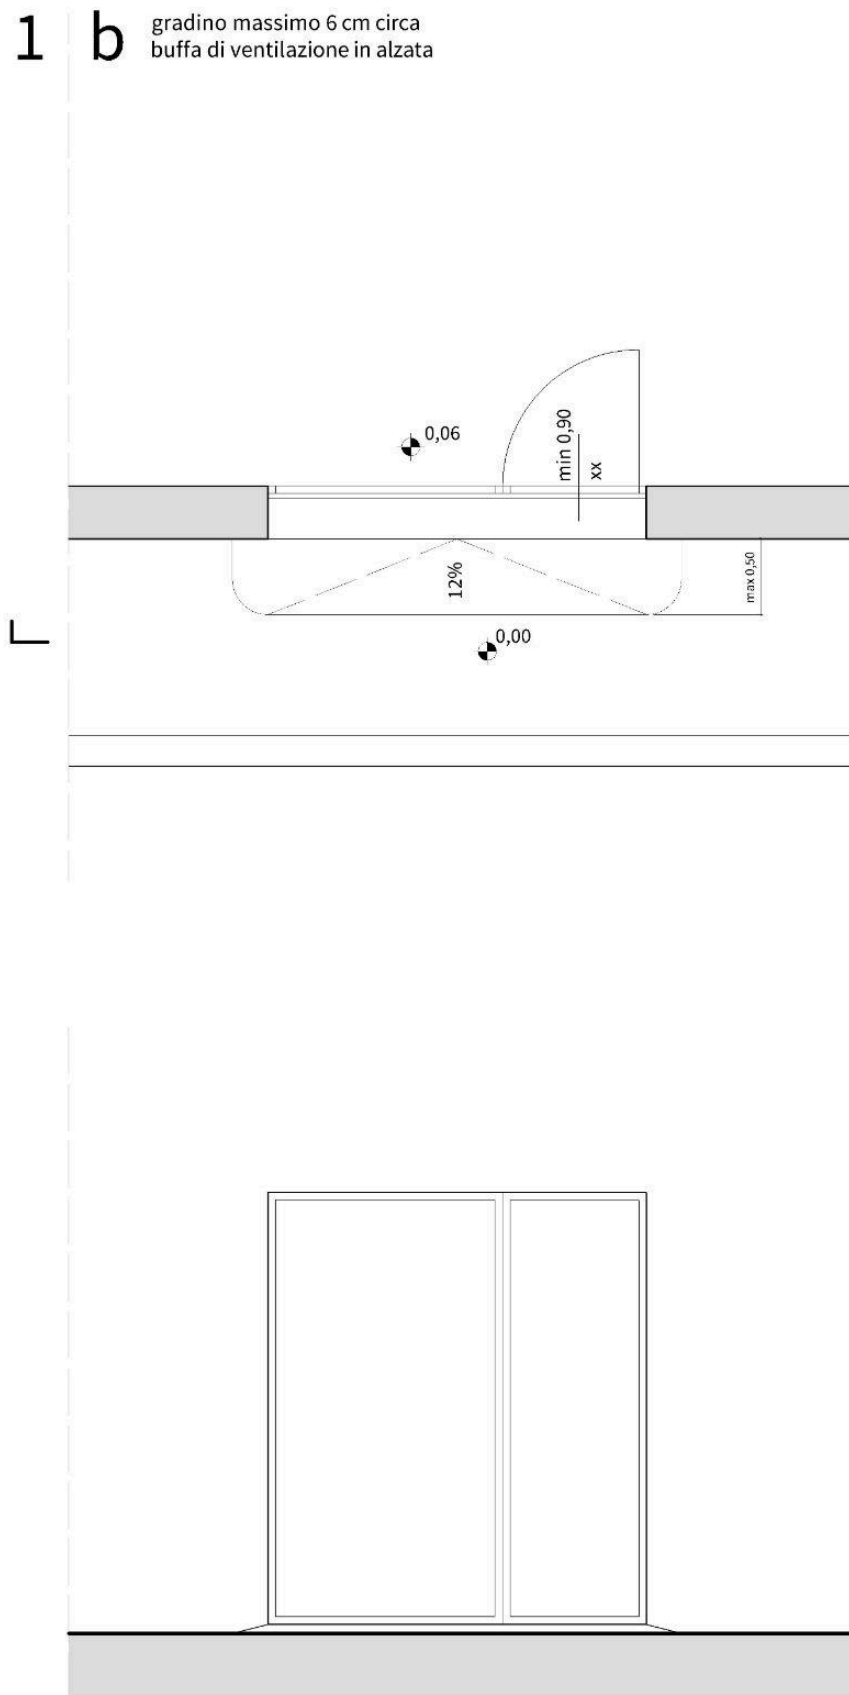 1 b gradino massimo 6 cm circa
buffa di ventilazione in alzata
0,06
min 0,90
xx
12%
max 0,50
0,00